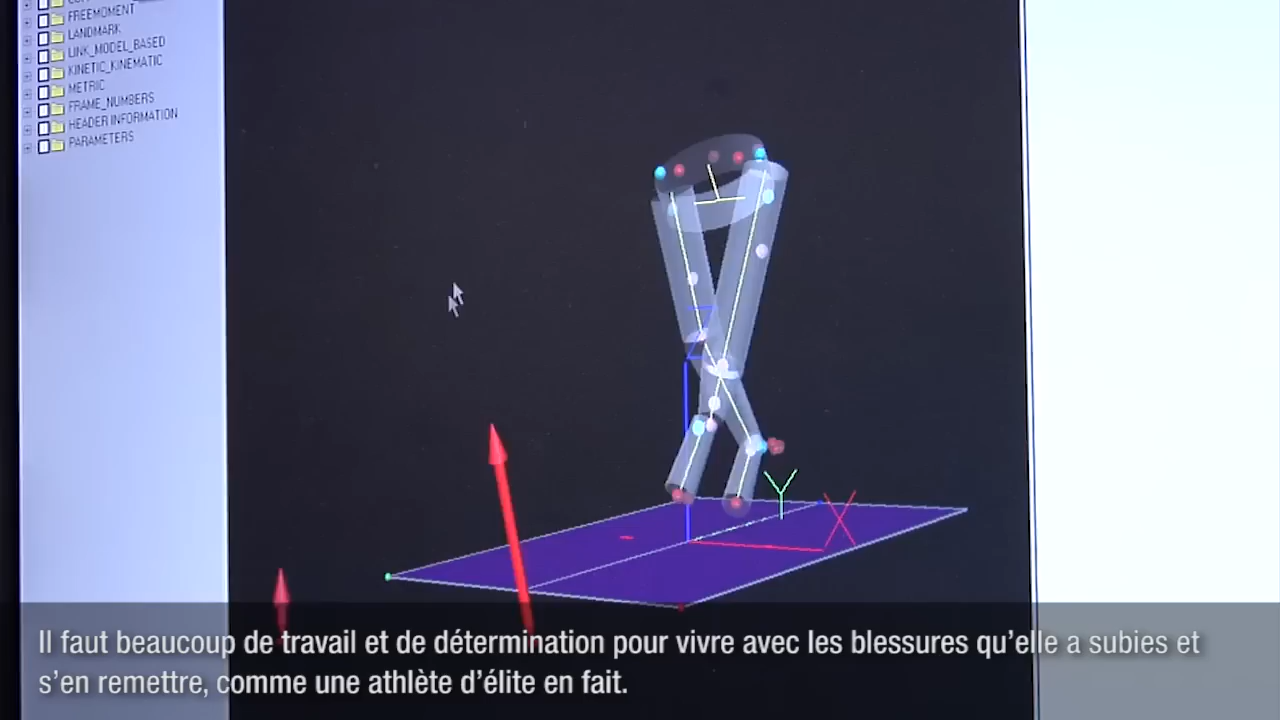 FREEMOMENT
LANDMARK
LINK_MODEL_BASED
KINETIC_KINEMATIC
METRIC
FRAME_NUMBERS
HEADER INFORMATION
PARAMETERS
Z
Y
X
Il faut beaucoup de travail et de détermination pour vivre avec les blessures qu’elle a subies et
s’en remettre, comme une athlète d’élite en fait.